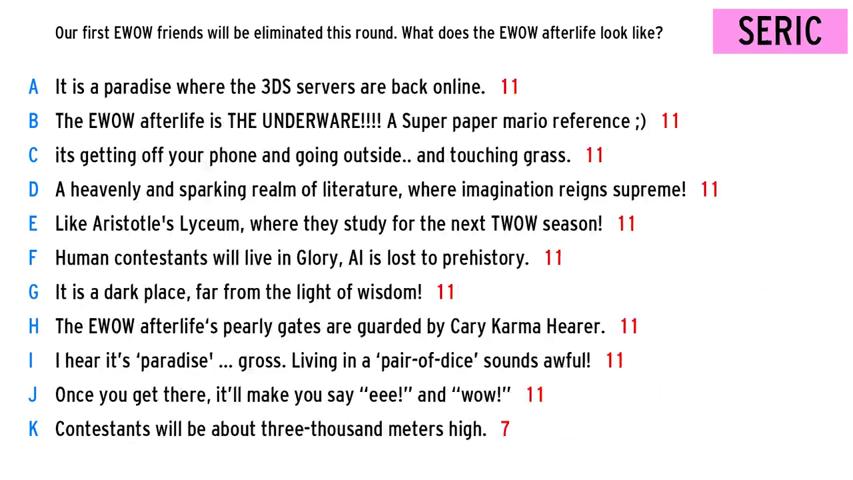 Our first EWOW friends will be eliminated this round. What does the EWOW afterlife look like?
SERIC
A It is a paradise where the 3DS servers are back online. 11
B The EWOW afterlife is THE UNDERWARE!!!! A Super paper mario reference ;) 11
C its getting off your phone and going outside.. and touching grass. 11
D A heavenly and sparking realm of literature, where imagination reigns supreme! 11
E Like Aristotle's Lyceum, where they study for the next TWOW season! 11
F Human contestants will live in Glory, AI is lost to prehistory. 11
G It is a dark place, far from the light of wisdom! 11
H The EWOW afterlife‘s pearly gates are guarded by Cary Karma Hearer. 11
I I hear it’s ‘paradise' ... gross. Living in a ‘pair-of-dice’ sounds awful! 11
J Once you get there, it’ll make you say “eee!” and “wow!” 11
K Contestants will be about three-thousand meters high. 7